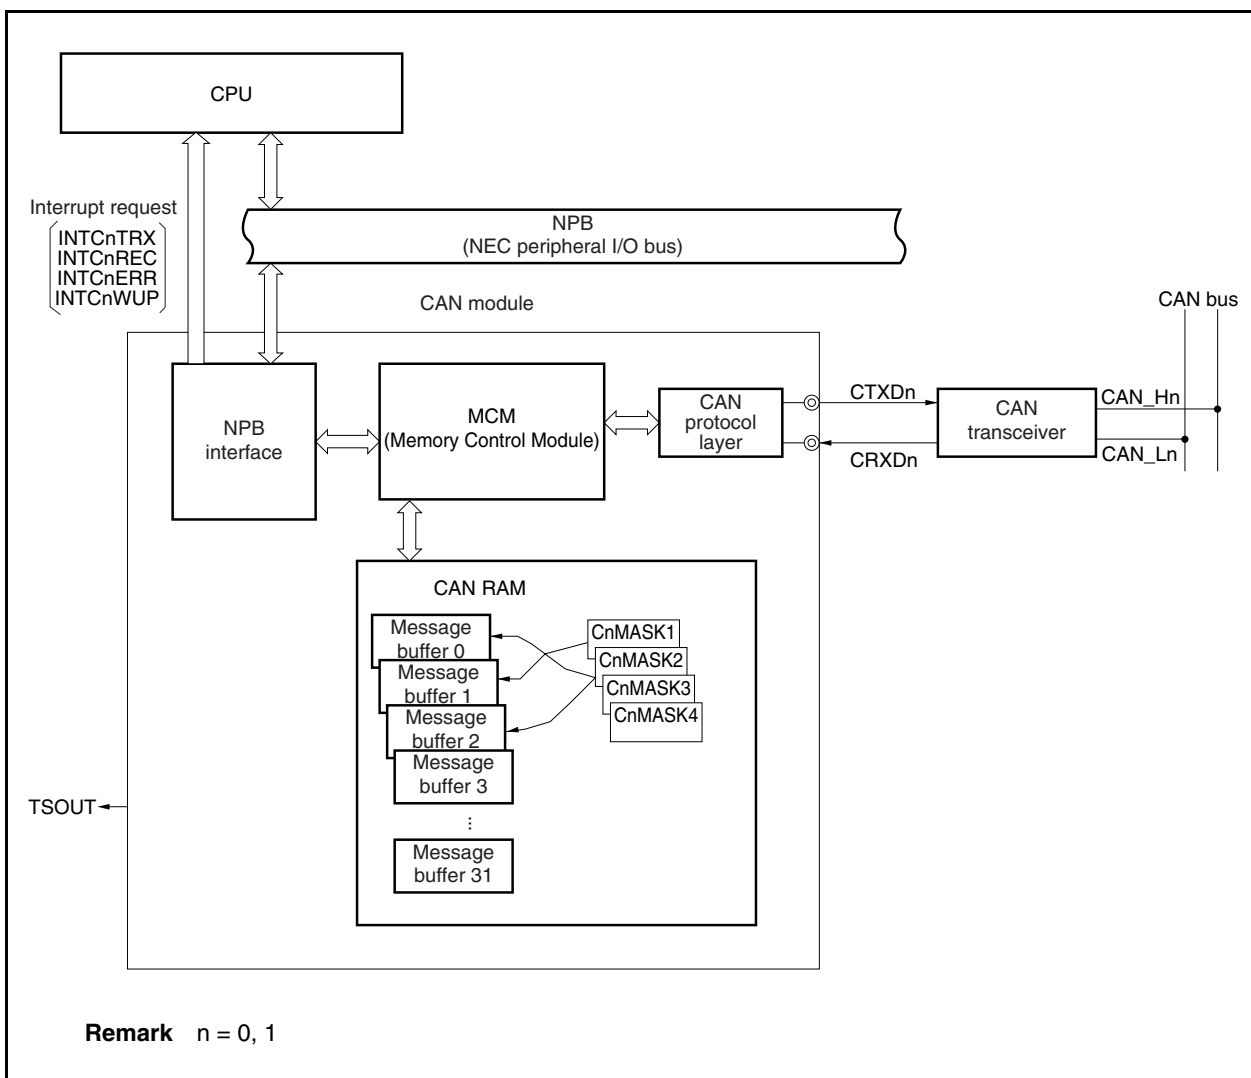 CPU
Interrupt request
INTCnTRX
INTCnREC
INTCnERR
INTCnWUP
NPB
(NEC peripheral I/O bus)
CAN module
CAN bus
NPB
interface
MCM
(Memory Control Module)
CAN
protocol
layer
CTXDn
CRXDn
CAN
transceiver
CAN_Hn
CAN_Ln
CAN RAM
Message
buffer 0
Message
buffer 1
Message
buffer 2
Message
buffer 3
...
Message
buffer 31
CnMASK1
CnMASK2
CnMASK3
CnMASK4
TSOUT
Remark n = 0, 1